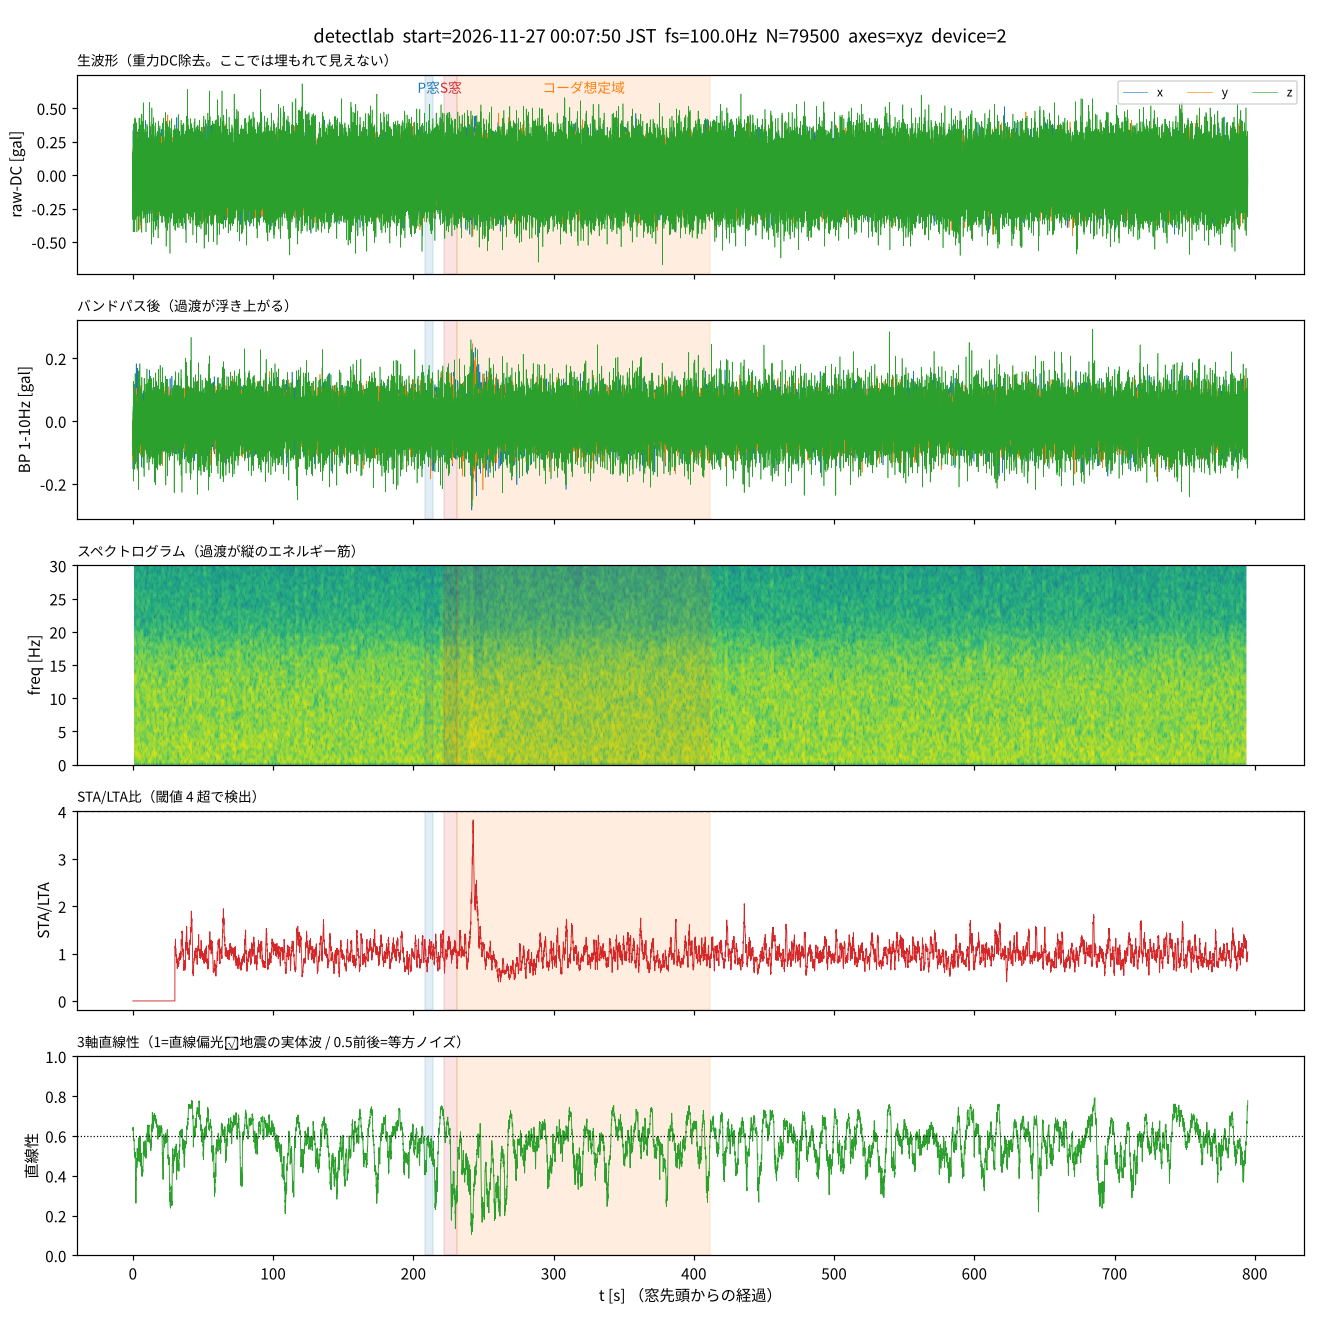 detectlab start=2026-11-27 00:07:50 JST fs=100.0Hz N=79500 axes=xyz device=2
生波形（重力DC除去。ここでは埋もれて見えない）
P窓 S窓 コーダ想定域
x y z
0.50
0.25
0.00
-0.25
-0.50
raw-DC [gal]
バンドパス後（過渡が浮き上がる）
0.2
0.0
-0.2
BP 1-10Hz [gal]
スペクトログラム（過渡が縦のエネルギー筋）
30
25
20
15
10
5
0
freq [Hz]
STA/LTA比（閾値 4 超で検出）
4
3
2
1
0
STA/LTA
3軸直線性（1=直線偏光☑地震の実体波 / 0.5前後=等方ノイズ）
1.0
0.8
0.6
0.4
0.2
0.0
直線性
0 100 200 300 400 500 600 700 800
t [s] （窓先頭からの経過）